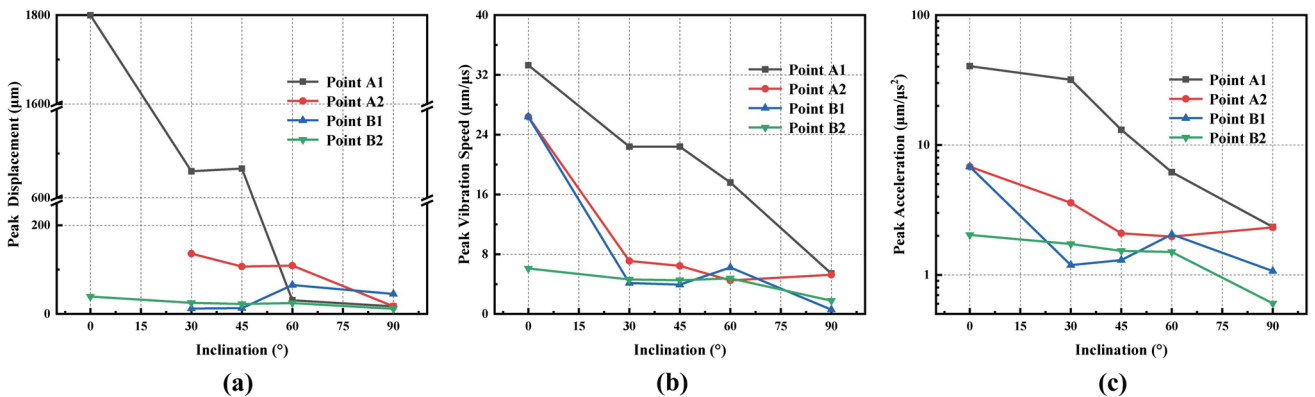 1800
1600
600
200
0
Peak Displacement (μm)
Point A1
Point A2
Point B1
Point B2
0 15 30 45 60 75 90
Inclination (°)
(a)
40
32
24
16
8
0
Peak Vibration Speed (μm/μs)
Point A1
Point A2
Point B1
Point B2
0 15 30 45 60 75 90
Inclination (°)
(b)
100
10
1
Peak Acceleration (μm/μs²)
Point A1
Point A2
Point B1
Point B2
0 15 30 45 60 75 90
Inclination (°)
(c)